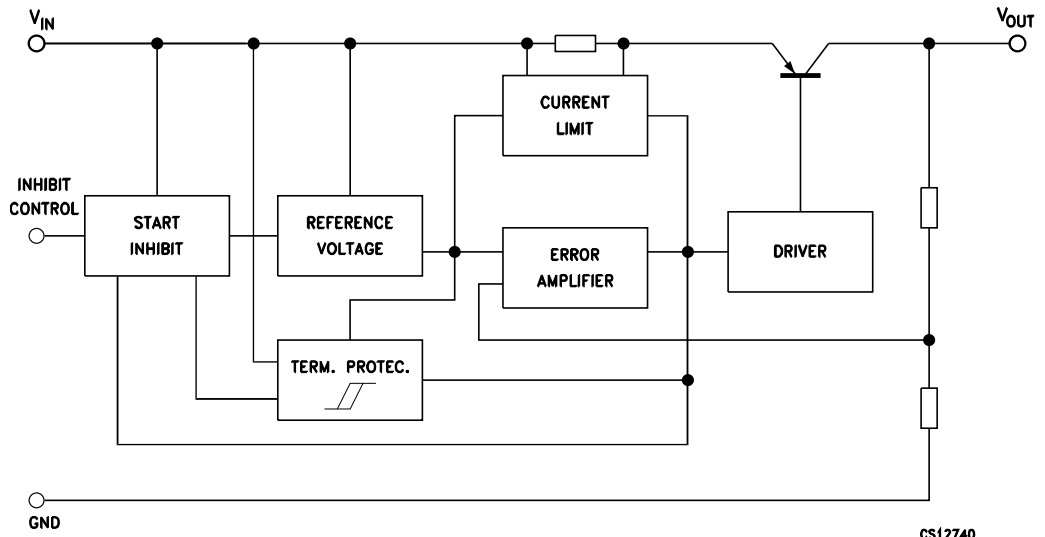 VIN
VOUT
CURRENT
LIMIT
INHIBIT
CONTROL
START
INHIBIT
REFERENCE
VOLTAGE
ERROR
AMPLIFIER
DRIVER
TERM. PROTEC.
GND
CS12740